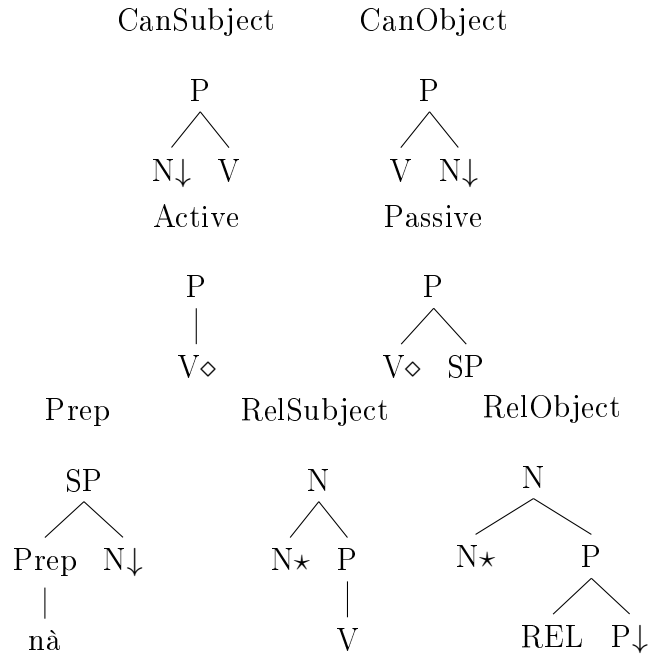 CanSubject CanObject
P P
N↓ V V N↓
Active Passive
P P
V⋄ V⋄ SP
Prep RelSubject RelObject
SP N N
Prep N↓ N⋆ P N⋆ P
nà V REL P↓